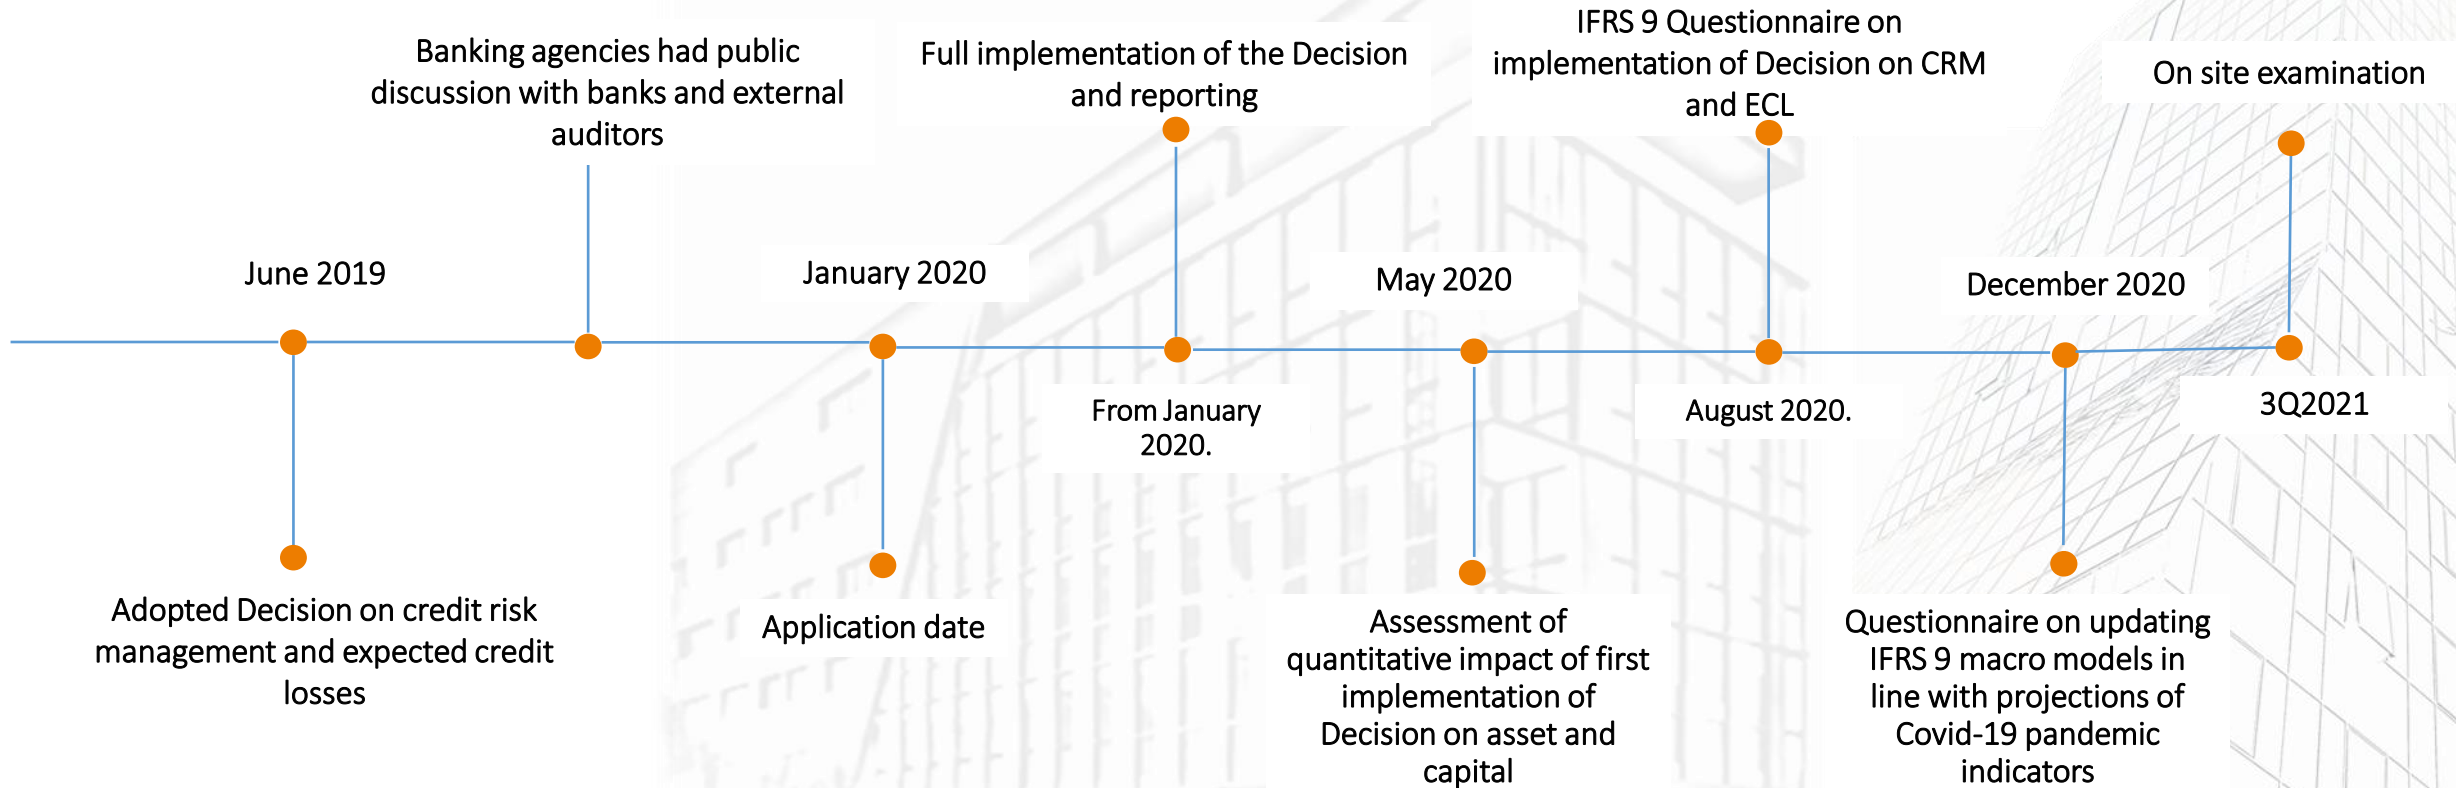 June 2019
Adopted Decision on credit risk
management and expected credit
losses
Banking agencies had public
discussion with banks and external
auditors
January 2020
Application date
Full implementation of the Decision
and reporting
From January
2020.
May 2020
Assessment of
quantitative impact of first
implementation of
Decision on asset and
capital
IFRS 9 Questionnaire on
implementation of Decision on CRM
and ECL
August 2020.
December 2020
Questionnaire on updating
IFRS 9 macro models in
line with projections of
Covid-19 pandemic
indicators
On site examination
3Q2021